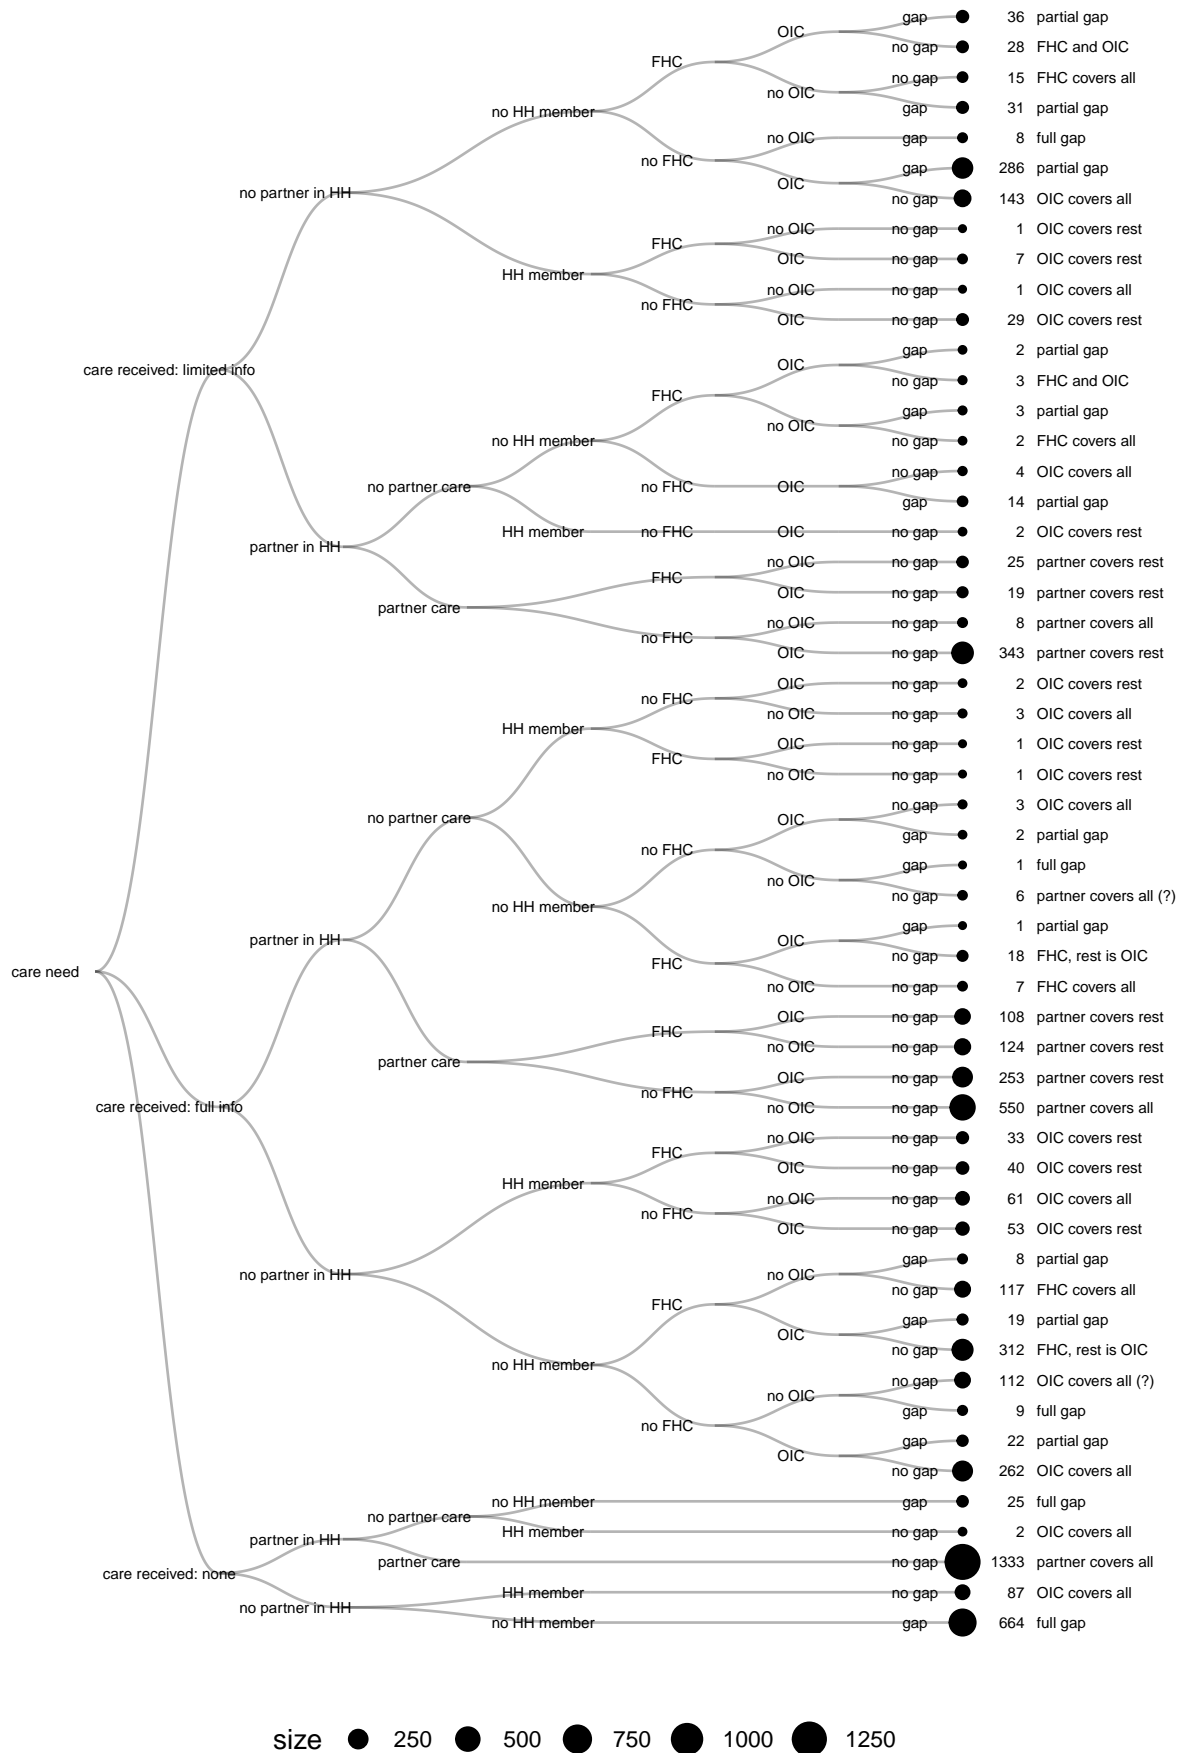 gap 36 partial gap
OIC
no gap 28 FHC and OIC
FHC
no gap 15 FHC covers all
no OIC
gap 31 partial gap
no HH member
no OIC gap 8 full gap
no FHC
gap 286 partial gap
OIC
no partner in HH
no gap 143 OIC covers all
no OIC no gap 1 OIC covers rest
FHC
OIC no gap 7 OIC covers rest
HH member
no OIC no gap 1 OIC covers all
no FHC
OIC no gap 29 OIC covers rest
gap 2 partial gap
OIC
care received: limited info
no gap 3 FHC and OIC
FHC
gap 3 partial gap
no OIC
no HH member
no gap 2 FHC covers all
no gap 4 OIC covers all
no partner care
no FHC OIC
gap 14 partial gap
HH member no FHC OIC no gap 2 OIC covers rest
partner in HH
no OIC no gap 25 partner covers rest
FHC
OIC no gap 19 partner covers rest
partner care
no OIC no gap 8 partner covers all
no FHC
OIC no gap 343 partner covers rest
OIC no gap 2 OIC covers rest
no FHC
no OIC no gap 3 OIC covers all
HH member
OIC no gap 1 OIC covers rest
FHC
no OIC no gap 1 OIC covers rest
no gap 3 OIC covers all
no partner care
OIC
gap 2 partial gap
no FHC
gap 1 full gap
no OIC
no gap 6 partner covers all (?)
no HH member
gap 1 partial gap
partner in HH
OIC
no gap 18 FHC, rest is OIC
FHC
care need
no OIC no gap 7 FHC covers all
OIC no gap 108 partner covers rest
FHC
no OIC no gap 124 partner covers rest
partner care
OIC no gap 253 partner covers rest
no FHC
care received: full info
no OIC no gap 550 partner covers all
no OIC no gap 33 OIC covers rest
FHC
OIC no gap 40 OIC covers rest
HH member
no OIC no gap 61 OIC covers all
no FHC
OIC no gap 53 OIC covers rest
gap 8 partial gap
no partner in HH
no OIC
no gap 117 FHC covers all
FHC
gap 19 partial gap
OIC
no gap 312 FHC, rest is OIC
no HH member
no gap 112 OIC covers all (?)
no OIC
gap 9 full gap
no FHC
gap 22 partial gap
OIC
no gap 262 OIC covers all
no HH member gap 25 full gap
no partner care
HH member no gap 2 OIC covers all
partner in HH
partner care no gap 1333 partner covers all
care received: none
HH member no gap 87 OIC covers all
no partner in HH
no HH member gap 664 full gap
size 250 500 750 1000 1250